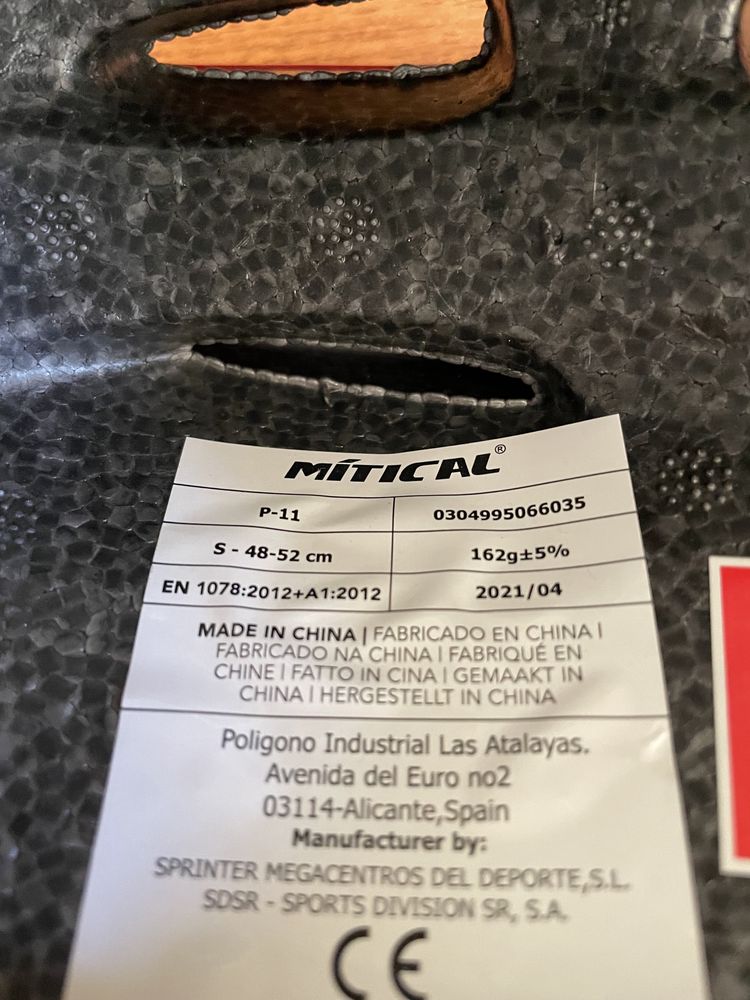 MÍTICAL®
P-11 0304995066035
S - 48-52 cm 162g±5%
EN 1078:2012+A1:2012 2021/04
MADE IN CHINA | FABRICADO EN CHINA |
FABRICADO NA CHINA | FABRIQUÉ EN
CHINE | FATTO IN CINA | GEMAAKT IN
CHINA | HERGESTELLT IN CHINA
Poligono Industrial Las Atalayas.
Avenida del Euro no2
03114-Alicante,Spain
Manufacturer by:
SPRINTER MEGACENTROS DEL DEPORTE,S.L.
SDSR - SPORTS DIVISION SR, S.A.
CE